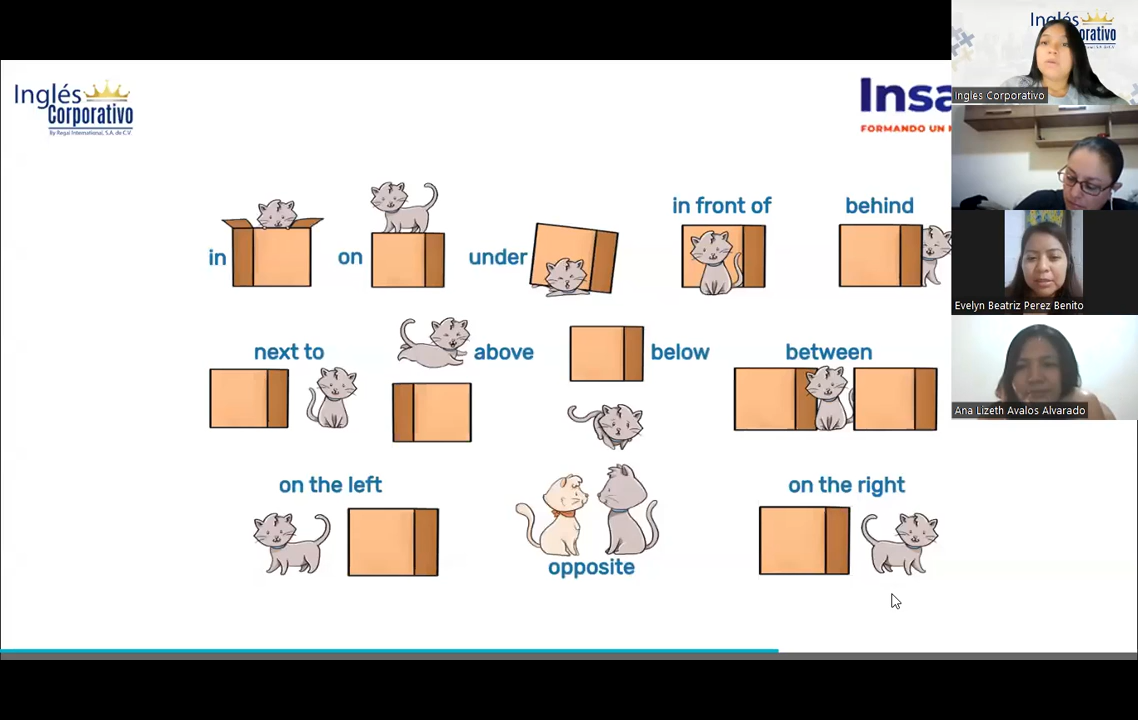 Inglés
Corporativo
By Regal International, S.A. de C.V.
Insa
FORMANDO UN
in front of
behind
in
on
under
next to
above
below
between
on the left
on the right
opposite
Inglés
orativo
Ingles Corporativo
Evelyn Beatriz Perez Benito
Ana Lizeth Avalos Alvarado